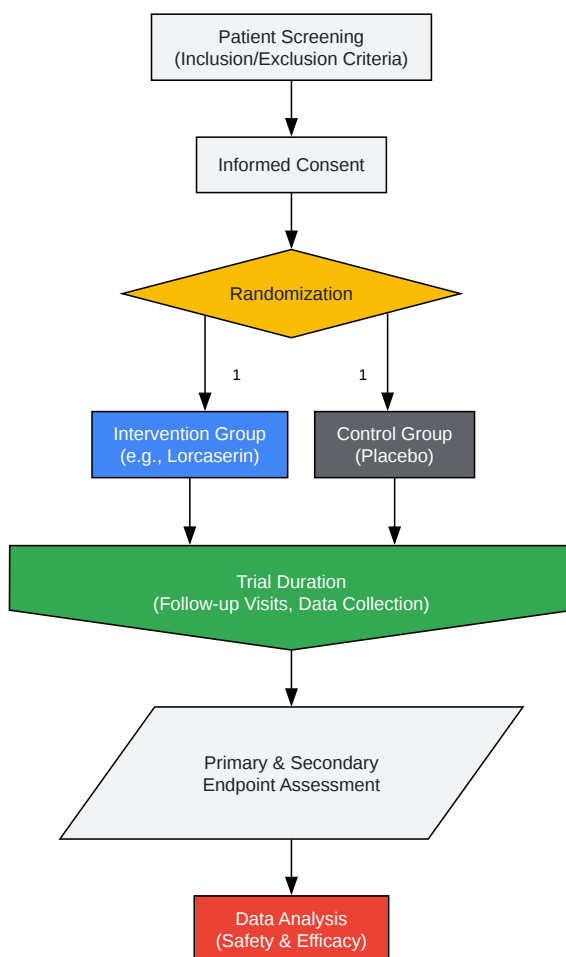 Patient Screening
(Inclusion/Exclusion Criteria)
Informed Consent
Randomization
1
1
Intervention Group
(e.g., Lorcaserin)
Control Group
(Placebo)
Trial Duration
(Follow-up Visits, Data Collection)
Primary & Secondary
Endpoint Assessment
Data Analysis
(Safety & Efficacy)